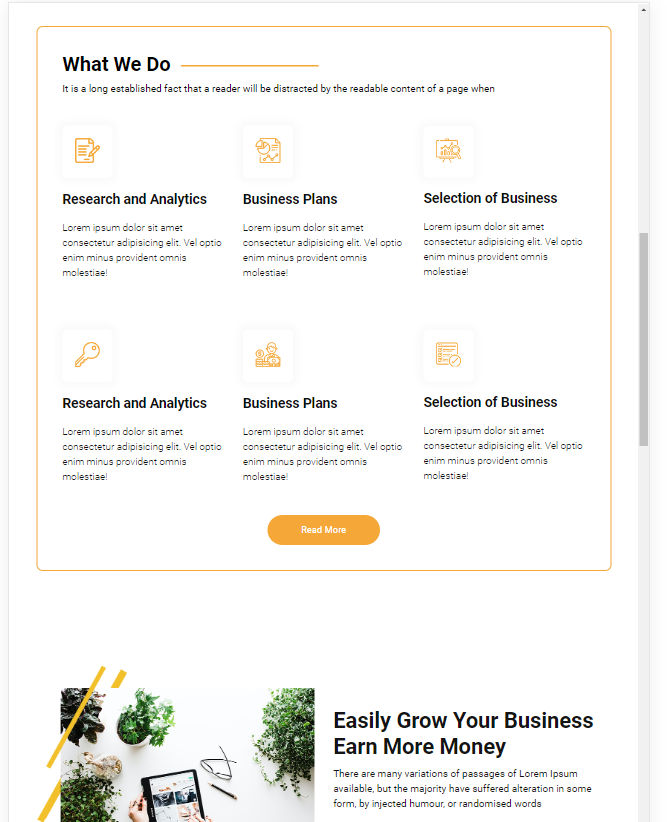 What We Do
It is a long established fact that a reader will be distracted by the readable content of a page when
Research and Analytics
Lorem ipsum dolor sit amet
consectetur adipisicing elit. Vel optio
enim minus provident omnis
molestiae!
Business Plans
Lorem ipsum dolor sit amet
consectetur adipisicing elit. Vel optio
enim minus provident omnis
molestiae!
Selection of Business
Lorem ipsum dolor sit amet
consectetur adipisicing elit. Vel optio
enim minus provident omnis
molestiae!
Research and Analytics
Lorem ipsum dolor sit amet
consectetur adipisicing elit. Vel optio
enim minus provident omnis
molestiae!
Business Plans
Lorem ipsum dolor sit amet
consectetur adipisicing elit. Vel optio
enim minus provident omnis
molestiae!
Selection of Business
Lorem ipsum dolor sit amet
consectetur adipisicing elit. Vel optio
enim minus provident omnis
molestiae!
Read More
Easily Grow Your Business
Earn More Money
There are many variations of passages of Lorem Ipsum
available, but the majority have suffered alteration in some
form, by injected humour, or randomised words